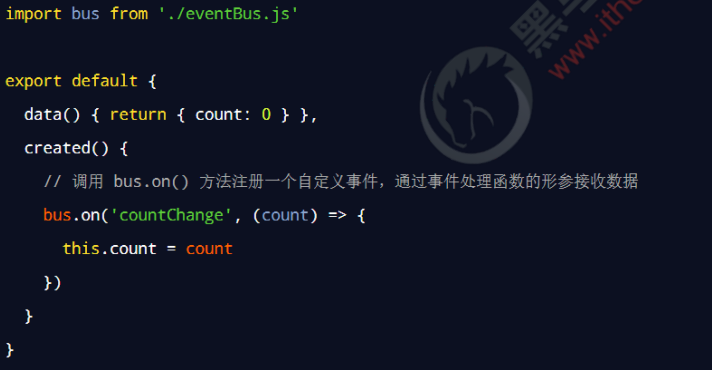 import bus from './eventBus.js'
export default {
data() { return { count: 0 } },
created() {
// 调用 bus.on() 方法注册一个自定义事件，通过事件处理函数的形参接收数据
bus.on('countChange', (count) => {
this.count = count
})
}
}
黑
www.ithe